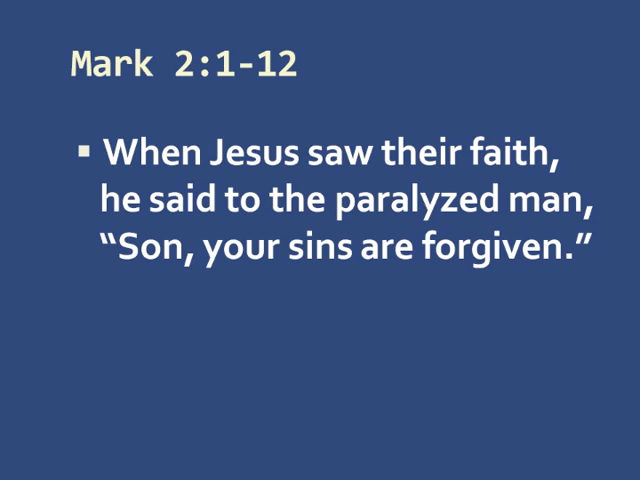 Mark 2:1-12
▪ When Jesus saw their faith,
he said to the paralyzed man,
“Son, your sins are forgiven.”